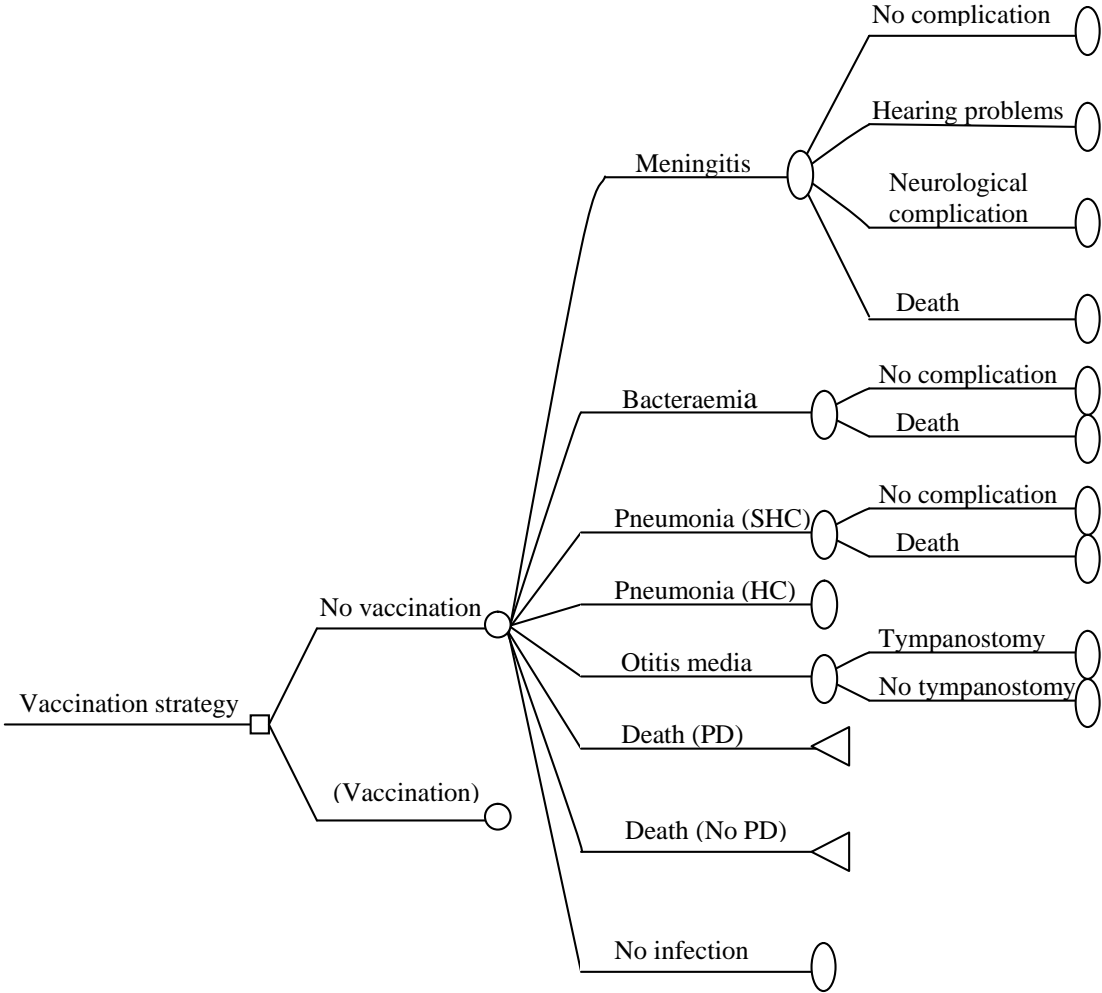 No complication
Hearing problems
Meningitis
Neurological
complication
Death
No complication
Bacteraemia
Death
No complication
Pneumonia (SHC)
Death
Pneumonia (HC)
No vaccination
Tympanostomy
Otitis media
No tympanostomy
Vaccination strategy
Death (PD)
(Vaccination)
Death (No PD)
No infection